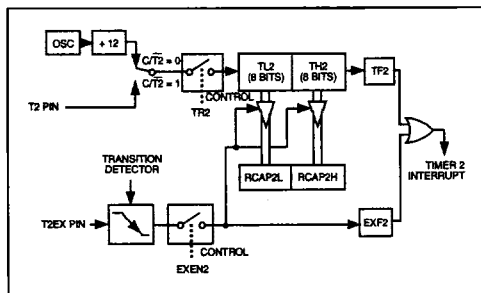 OSC
÷ 12
C/T2 = 0
C/T2 = 1
T2 PIN
CONTROL
TR2
TL2
(8 BITS)
TH2
(8 BITS)
TF2
RCAP2L
RCAP2H
TIMER 2
INTERRUPT
TRANSITION
DETECTOR
T2EX PIN
CONTROL
EXEN2
EXF2